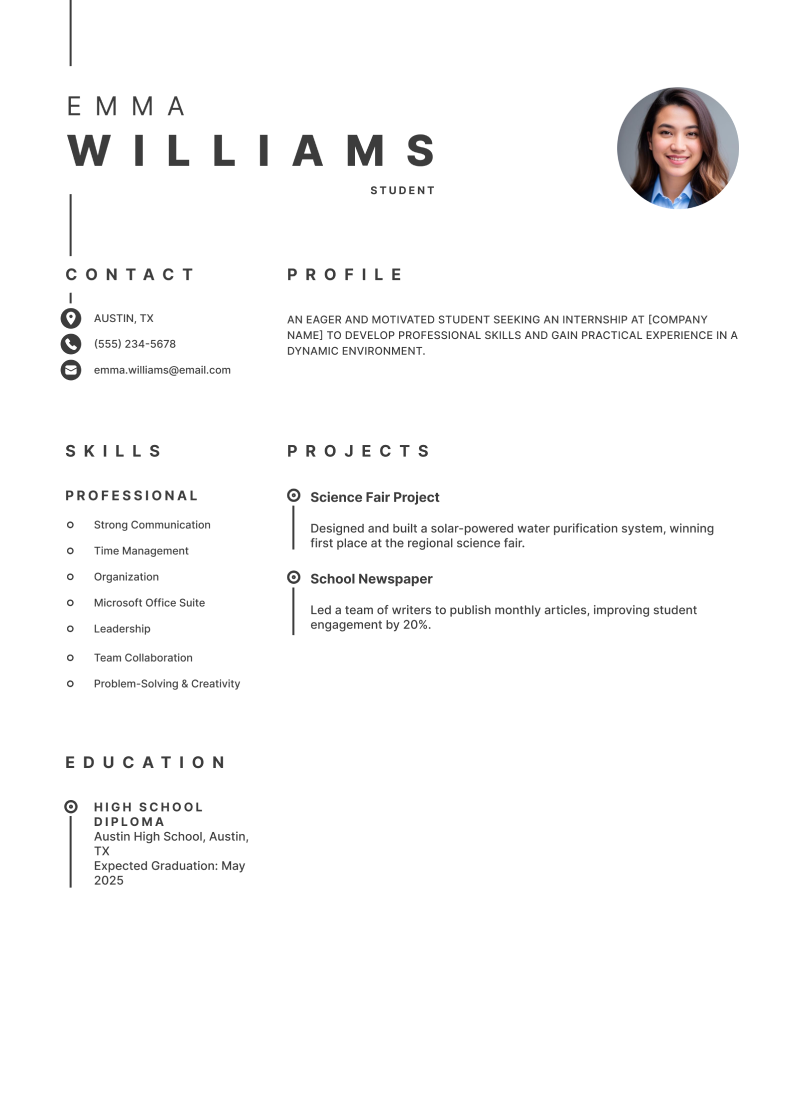 EMMA
WILLIAMS
STUDENT
CONTACT
AUSTIN, TX
(555) 234-5678
emma.williams@email.com
PROFILE
AN EAGER AND MOTIVATED STUDENT SEEKING AN INTERNSHIP AT [COMPANY
NAME] TO DEVELOP PROFESSIONAL SKILLS AND GAIN PRACTICAL EXPERIENCE IN A
DYNAMIC ENVIRONMENT.
SKILLS
PROFESSIONAL
Strong Communication
Time Management
Organization
Microsoft Office Suite
Leadership
Team Collaboration
Problem-Solving & Creativity
PROJECTS
Science Fair Project
Designed and built a solar-powered water purification system, winning
first place at the regional science fair.
School Newspaper
Led a team of writers to publish monthly articles, improving student
engagement by 20%.
EDUCATION
HIGH SCHOOL
DIPLOMA
Austin High School, Austin,
TX
Expected Graduation: May
2025